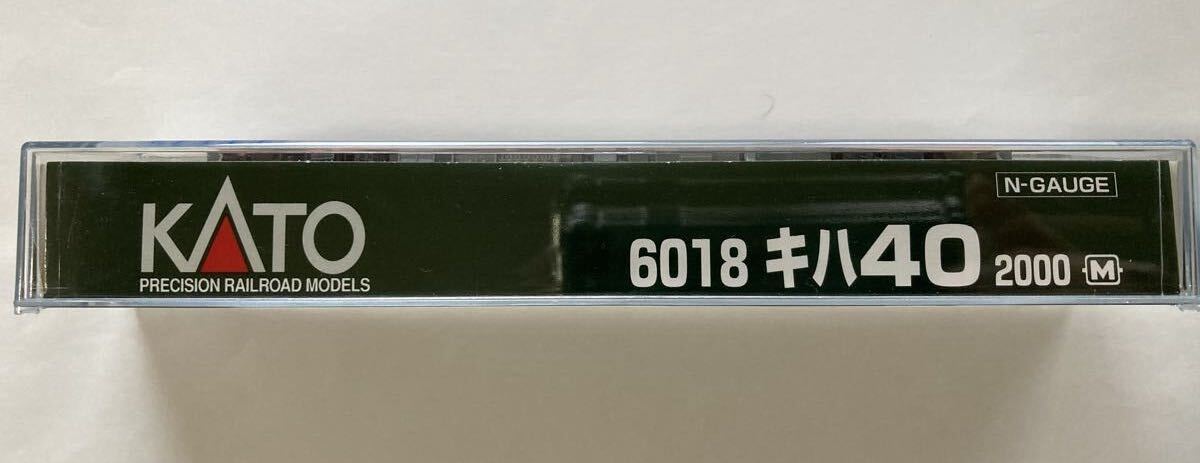 KATO
PRECISION RAILROAD MODELS
N-GAUGE
6018 キハ40 2000 M